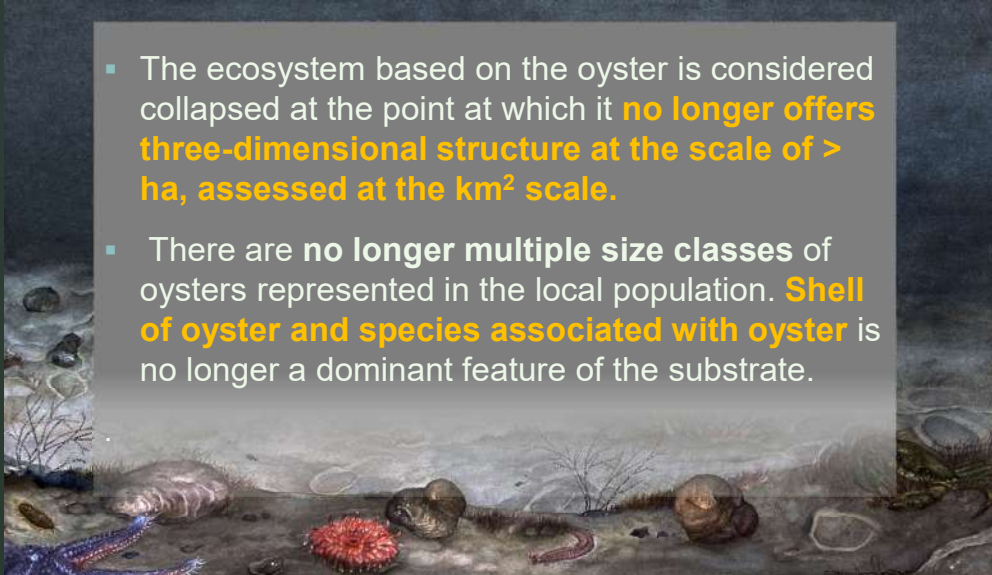 ▪ The ecosystem based on the oyster is considered
collapsed at the point at which it no longer offers
three-dimensional structure at the scale of >
ha, assessed at the km² scale.
▪ There are no longer multiple size classes of
oysters represented in the local population. Shell
of oyster and species associated with oyster is
no longer a dominant feature of the substrate.
.